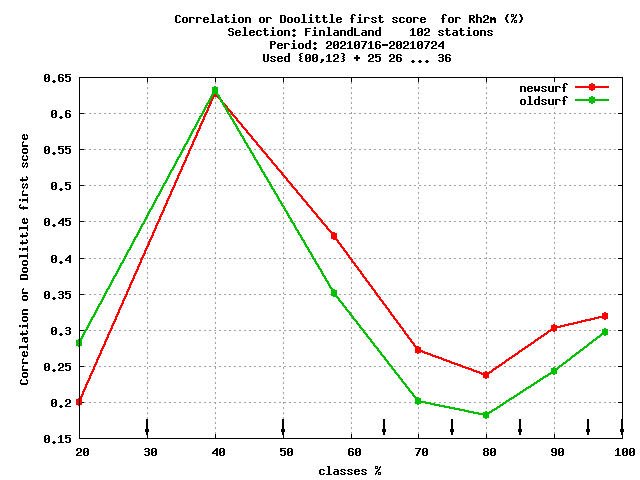 Correlation or Doolittle first score  for Rh2m (%)
Selection: FinlandLand    102 stations
Period: 20210716-20210724
Used {00,12} + 25 26 ... 36
newsurf
oldsurf
Correlation or Doolittle first score
0.65
0.6
0.55
0.5
0.45
0.4
0.35
0.3
0.25
0.2
0.15
20 30 40 50 60 70 80 90 100
classes %